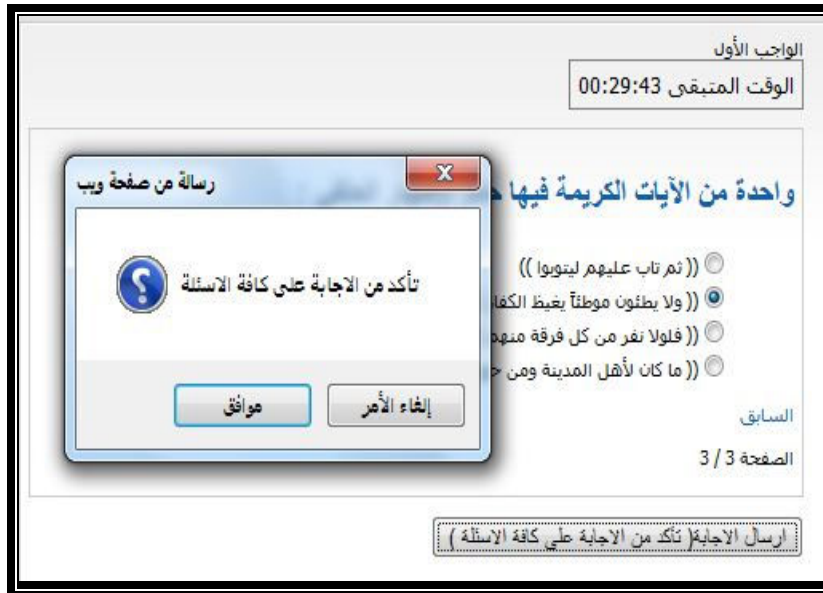 الواجب الأول
الوقت المتبقى 00:29:43
واحدة من الآيات الكريمة فيها
(( ثم تاب عليهم ليتوبوا ))
(( ولا يطئون موطئاً يغيظ الكفا
(( فلولا نفر من كل فرقة منهم
(( ما كان لأهل المدينة ومن
السابق
الصفحة 3 / 3
ارسال الاجابة( تأكد من الاجابة على كافة الاسئلة )
رسالة من صفحة ويب
تأكد من الاجابة على كافة الاسئلة
إلغاء الأمر
موافق